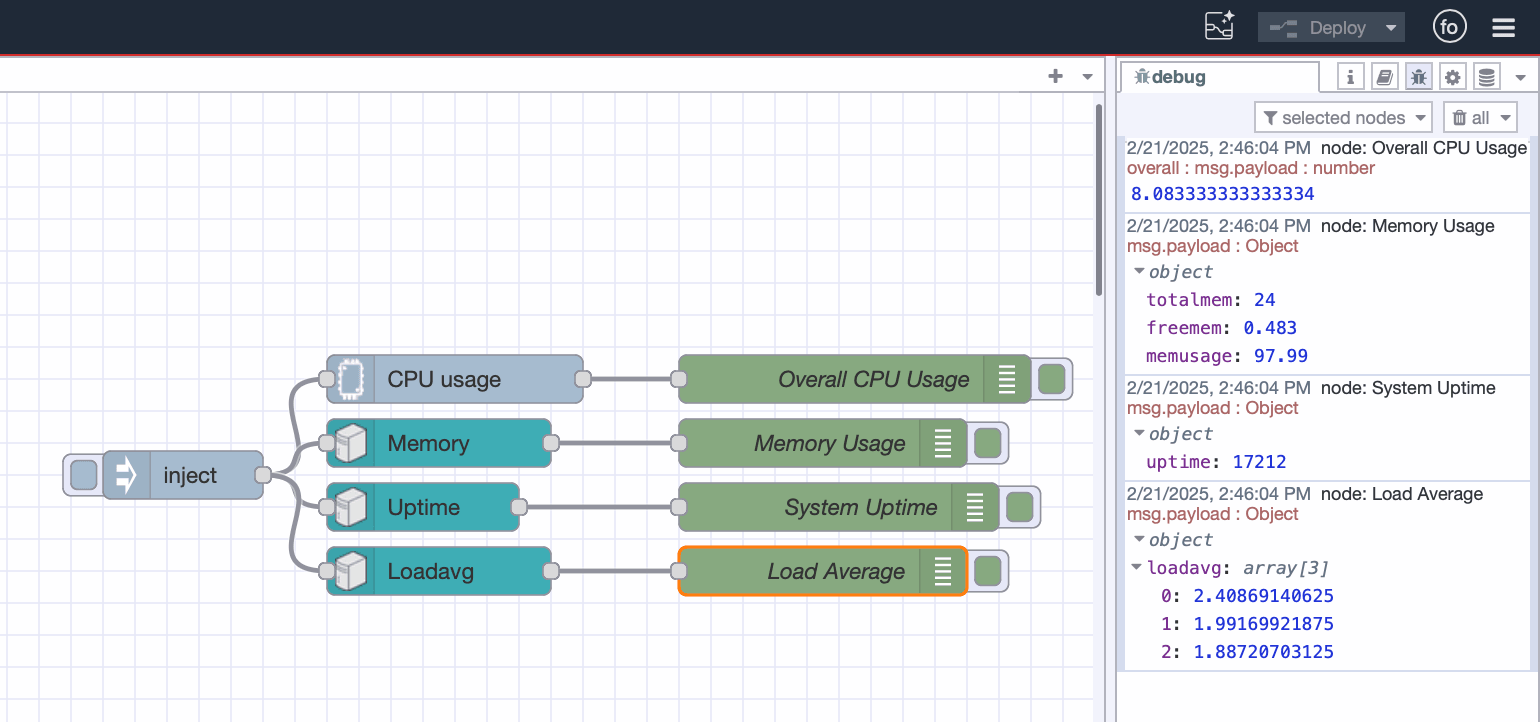 Deploy
fo
debug
selected nodes
all
2/21/2025, 2:46:04 PM node: Overall CPU Usage
overall : msg.payload : number
8.083333333333334
2/21/2025, 2:46:04 PM node: Memory Usage
msg.payload : Object
object
totalmem: 24
freemem: 0.483
memusage: 97.99
2/21/2025, 2:46:04 PM node: System Uptime
msg.payload : Object
object
uptime: 17212
2/21/2025, 2:46:04 PM node: Load Average
msg.payload : Object
object
loadavg: array[3]
0: 2.40869140625
1: 1.99169921875
2: 1.88720703125
inject
CPU usage
Overall CPU Usage
Memory
Memory Usage
Uptime
System Uptime
Loadavg
Load Average